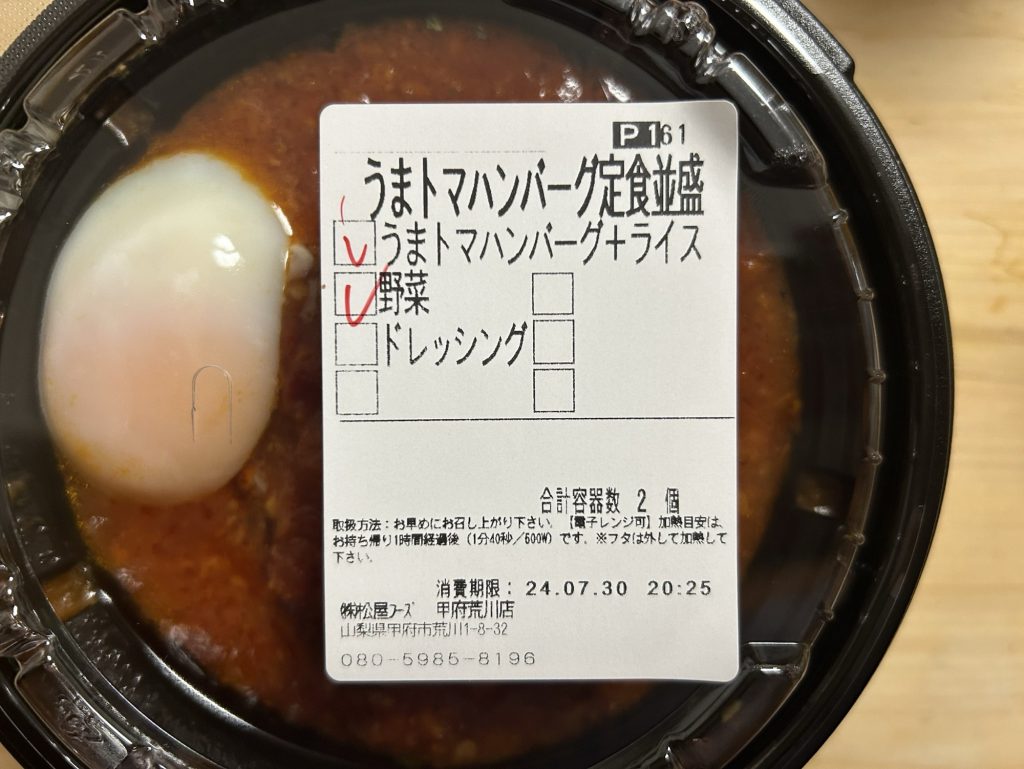 P161
うまトマハンバーグ定食並盛
うまトマハンバーグ+ライス
野菜
ドレッシング
合計容器数 2 個
取扱方法：お早めにお召し上がり下さい。【電子レンジ可】加熱目安は、
お持ち帰り1時間経過後（1分40秒／600W）です。※フタは外して加熱して
下さい。
消費期限： 24.07.30 20:25
㈱松屋フーズ 甲府荒川店
山梨県甲府市荒川1-8-32
080-5985-8196